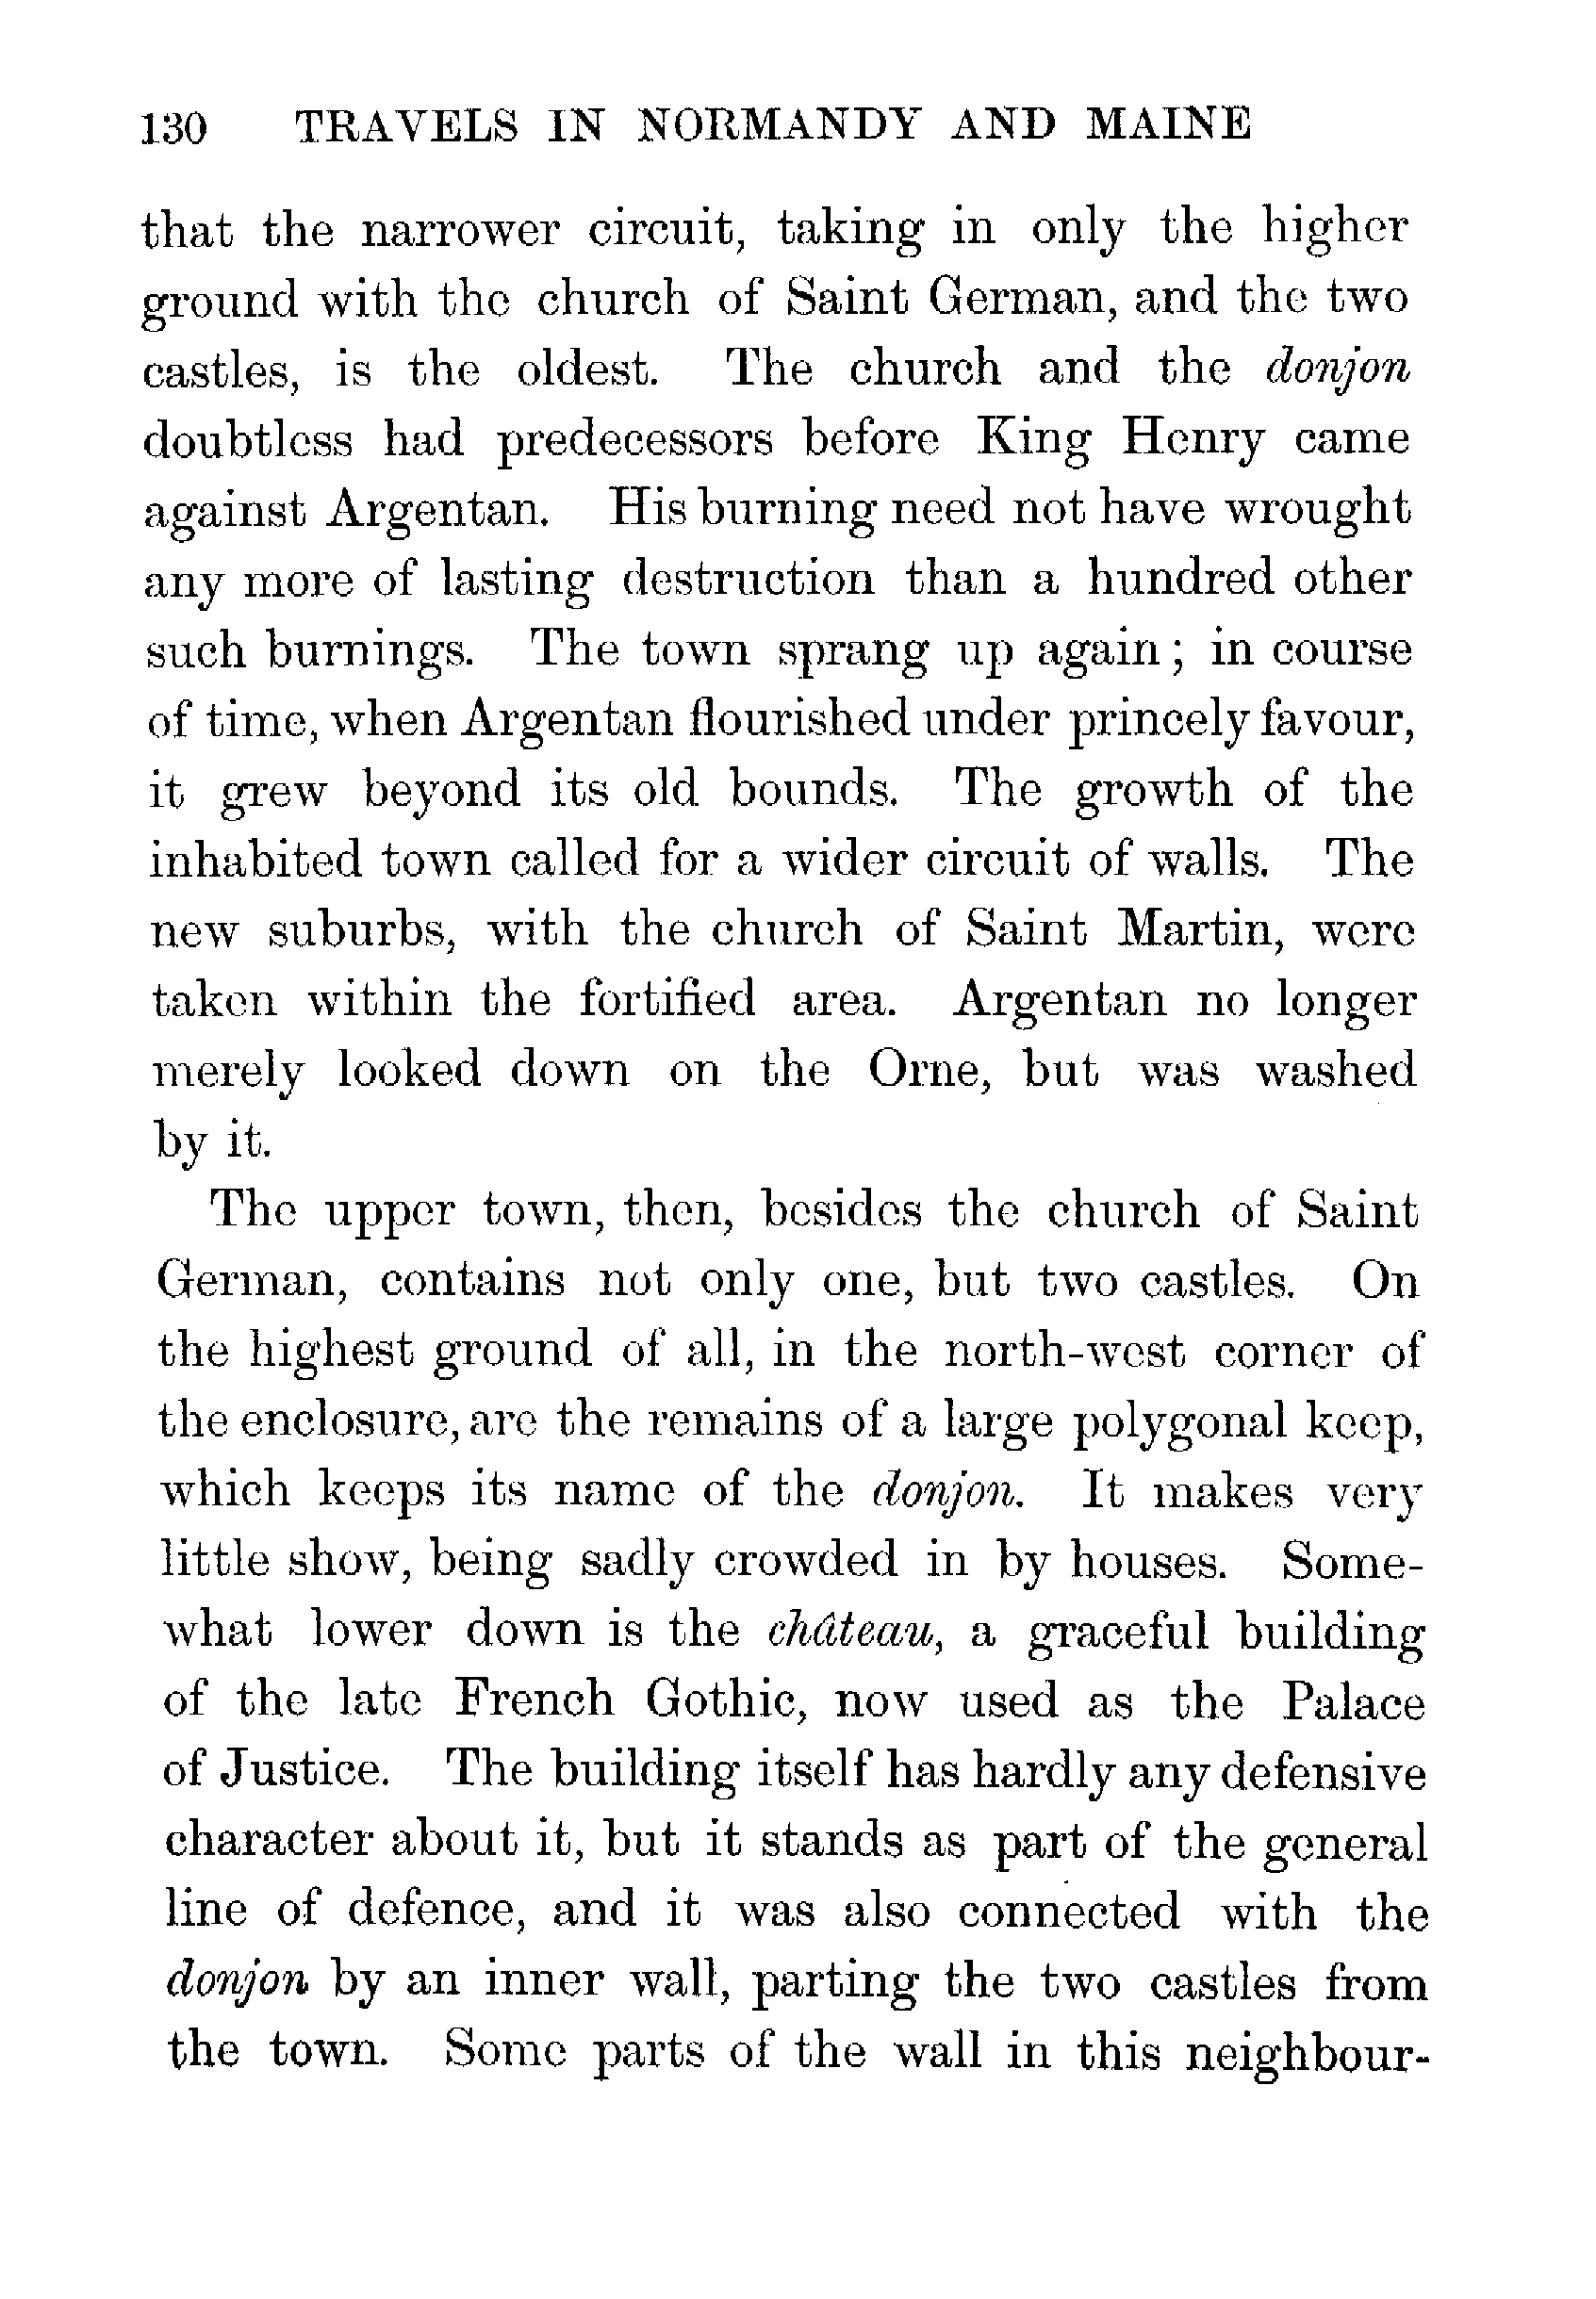 130 TRAVELS IN NORMANDY AND MAINE
that the narrower circuit, taking in only the higher
ground with the church of Saint German, and the two
castles, is the oldest. The church and the donjon
doubtless had predecessors before King Henry came
against Argentan. His burning need not have wrought
any more of lasting destruction than a hundred other
such burnings. The town sprang up again; in course
of time, when Argentan flourished under princely favour,
it grew beyond its old bounds. The growth of the
inhabited town called for a wider circuit of walls. The
new suburbs, with the church of Saint Martin, were
taken within the fortified area. Argentan no longer
merely looked down on the Orne, but was washed
by it.
The upper town, then, besides the church of Saint
German, contains not only one, but two castles. On
the highest ground of all, in the north-west corner of
the enclosure, are the remains of a large polygonal keep,
which keeps its name of the donjon. It makes very
little show, being sadly crowded in by houses. Some-
what lower down is the château, a graceful building
of the late French Gothic, now used as the Palace
of Justice. The building itself has hardly any defensive
character about it, but it stands as part of the general
line of defence, and it was also connected with the
donjon by an inner wall, parting the two castles from
the town. Some parts of the wall in this neighbour-